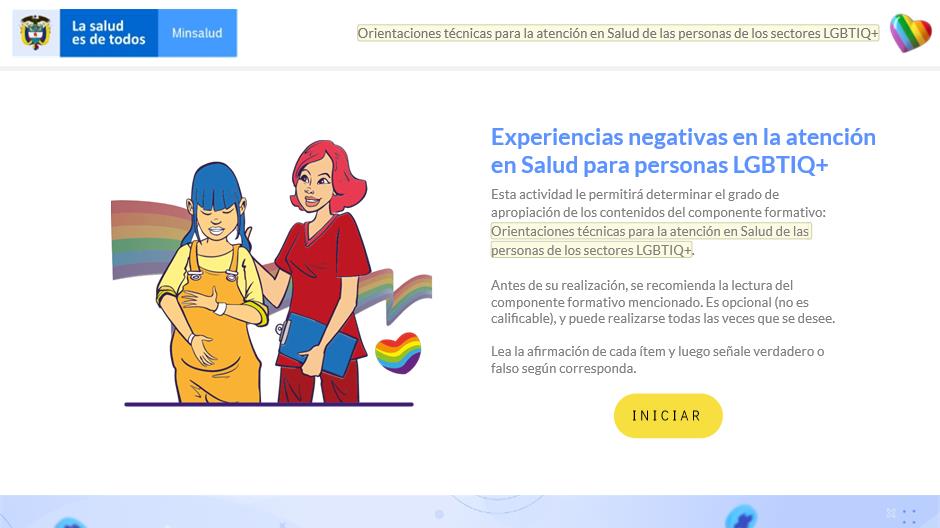 La salud
es de todos
Minsalud
Orientaciones técnicas para la atención en Salud de las personas de los sectores LGBTIQ+
Experiencias negativas en la atención
en Salud para personas LGBTIQ+
Esta actividad le permitirá determinar el grado de
apropiación de los contenidos del componente formativo:
Orientaciones técnicas para la atención en Salud de las
personas de los sectores LGBTIQ+.
Antes de su realización, se recomienda la lectura del
componente formativo mencionado. Es opcional (no es
calificable), y puede realizarse todas las veces que se desee.
Lea la afirmación de cada ítem y luego señale verdadero o
falso según corresponda.
INICIAR